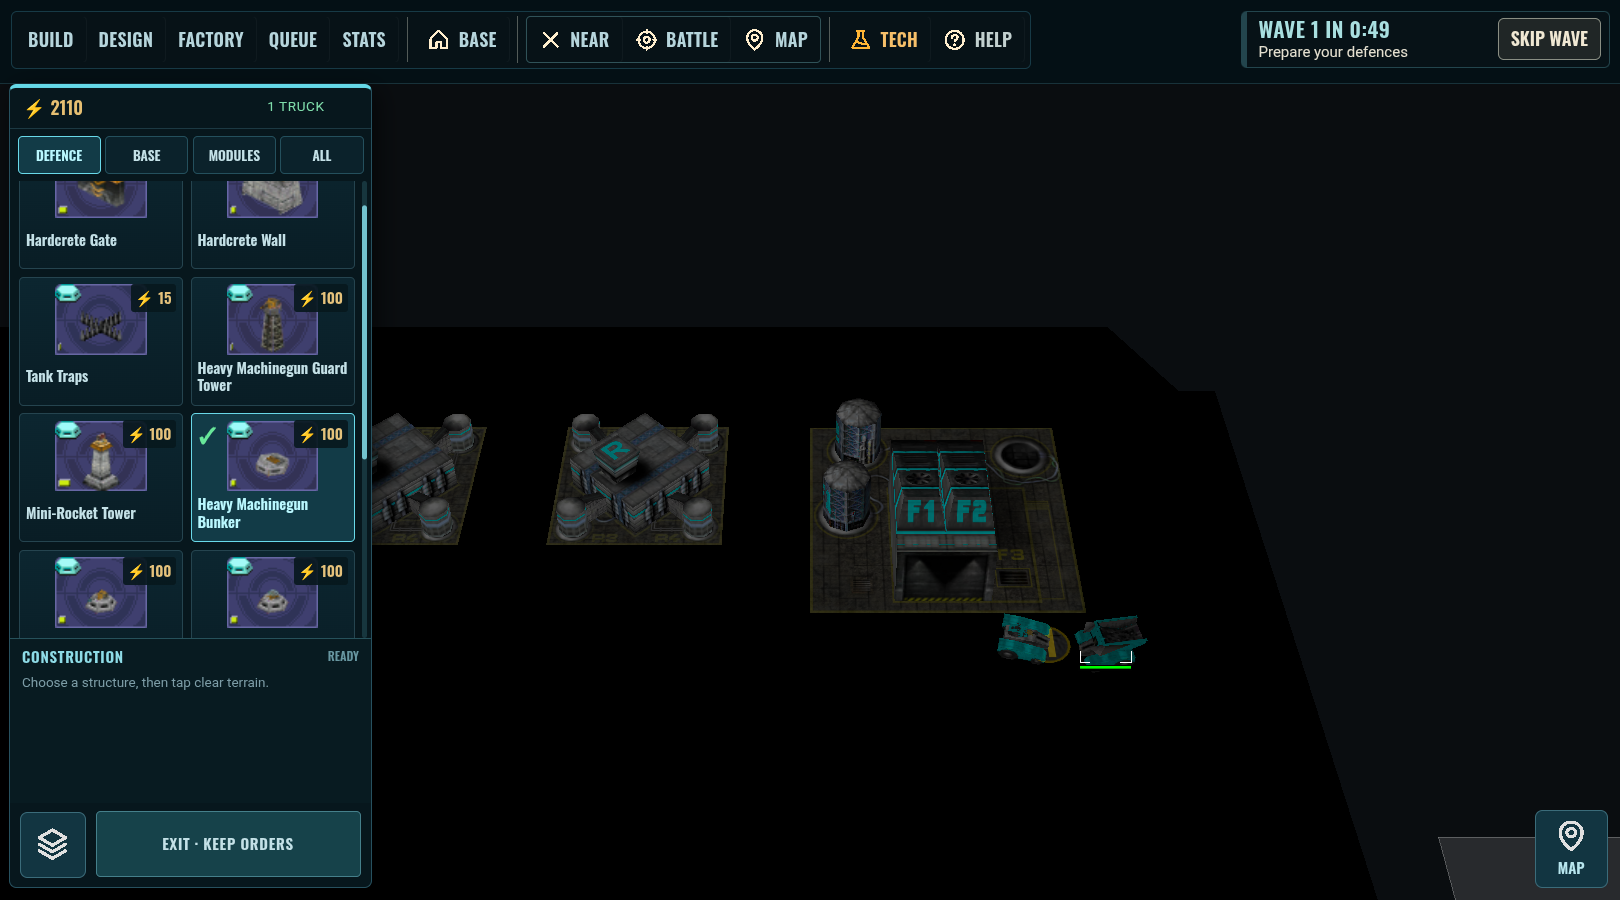 BUILD DESIGN FACTORY QUEUE STATS BASE NEAR BATTLE MAP TECH HELP
WAVE 1 IN 0:49
Prepare your defences
SKIP WAVE
2110
1 TRUCK
DEFENCE BASE MODULES ALL
Hardcrete Gate
Hardcrete Wall
15
Tank Traps
100
Heavy Machinegun Guard
Tower
100
Mini-Rocket Tower
100
Heavy Machinegun
Bunker
100
100
CONSTRUCTION
READY
Choose a structure, then tap clear terrain.
EXIT · KEEP ORDERS
R
F1 F2
F3
MAP